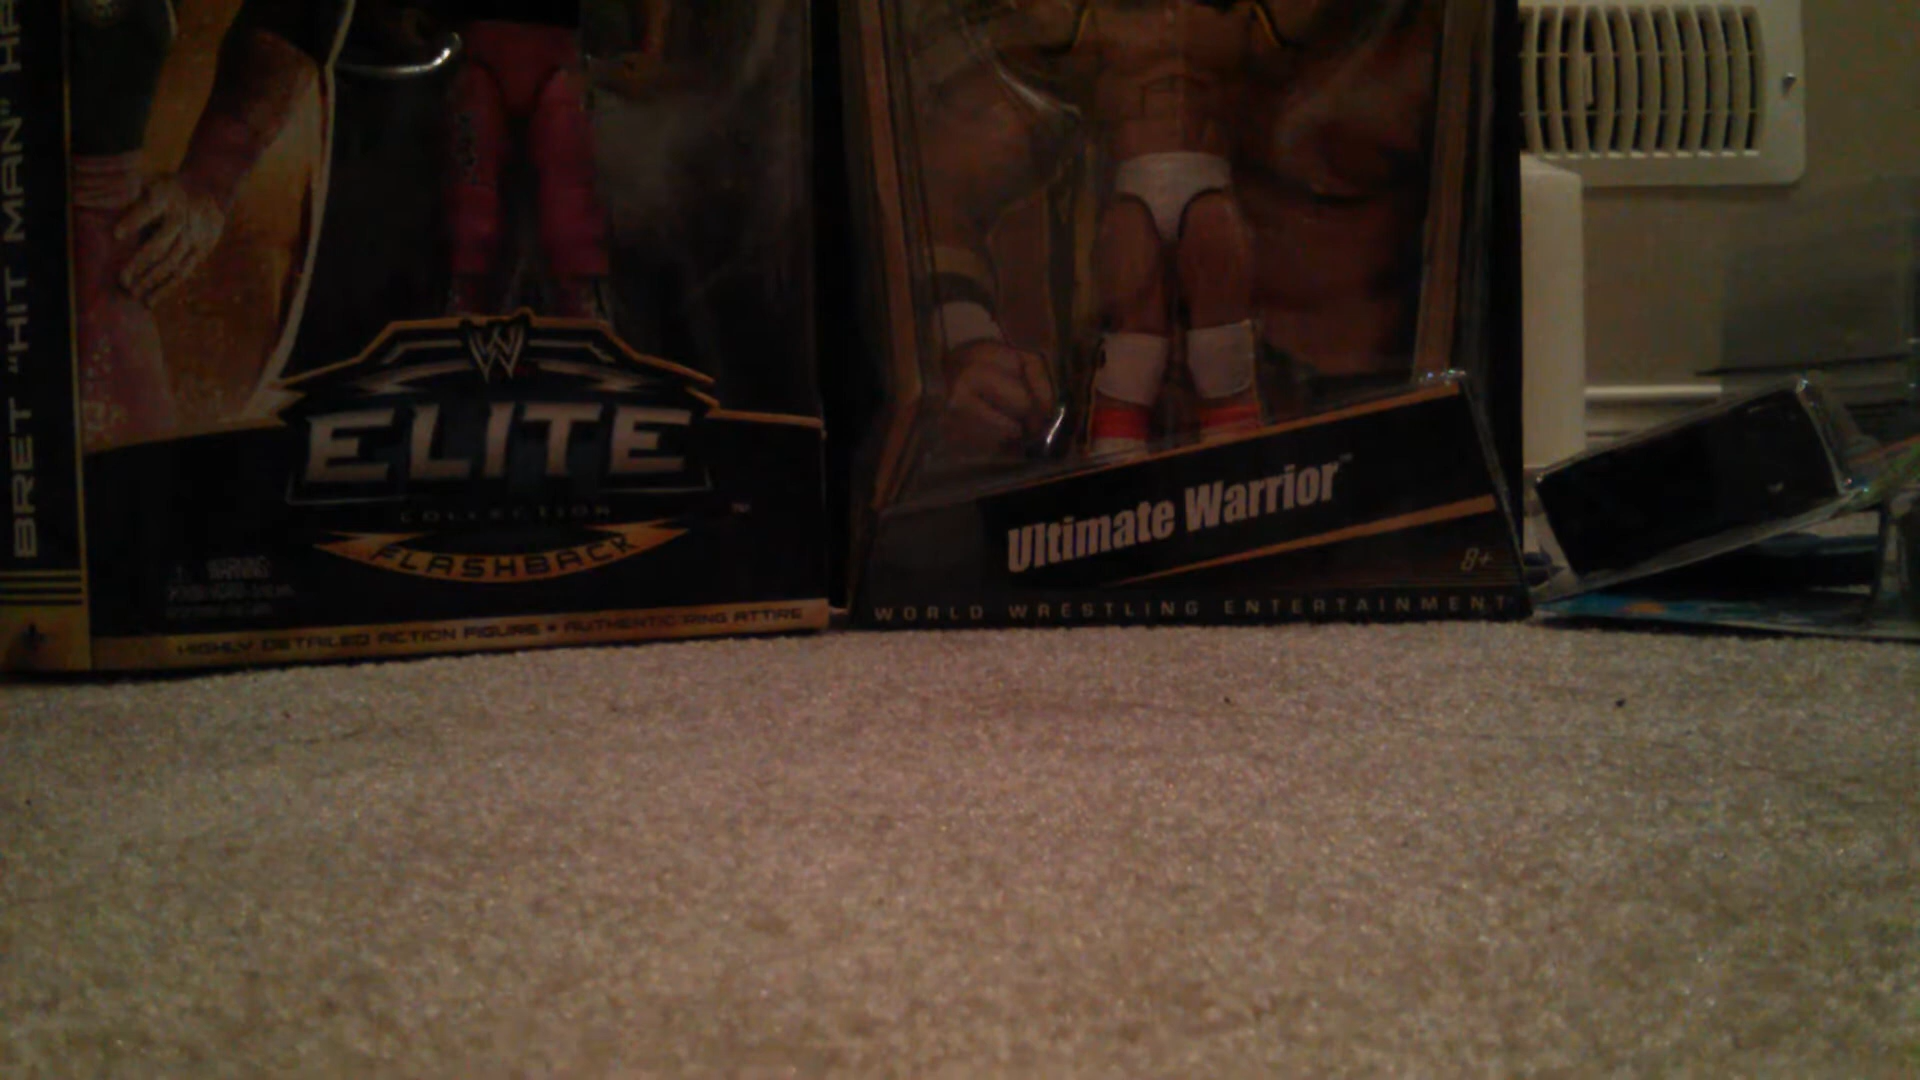 BRET "HIT MAN" HA
W
ELITE
COLLECTION
FLASHBACK
WARNING
HIGHLY DETAILED ACTION FIGURE • AUTHENTIC RING ATTIRE
Ultimate Warrior™
8+
WORLD WRESTLING ENTERTAINMENT